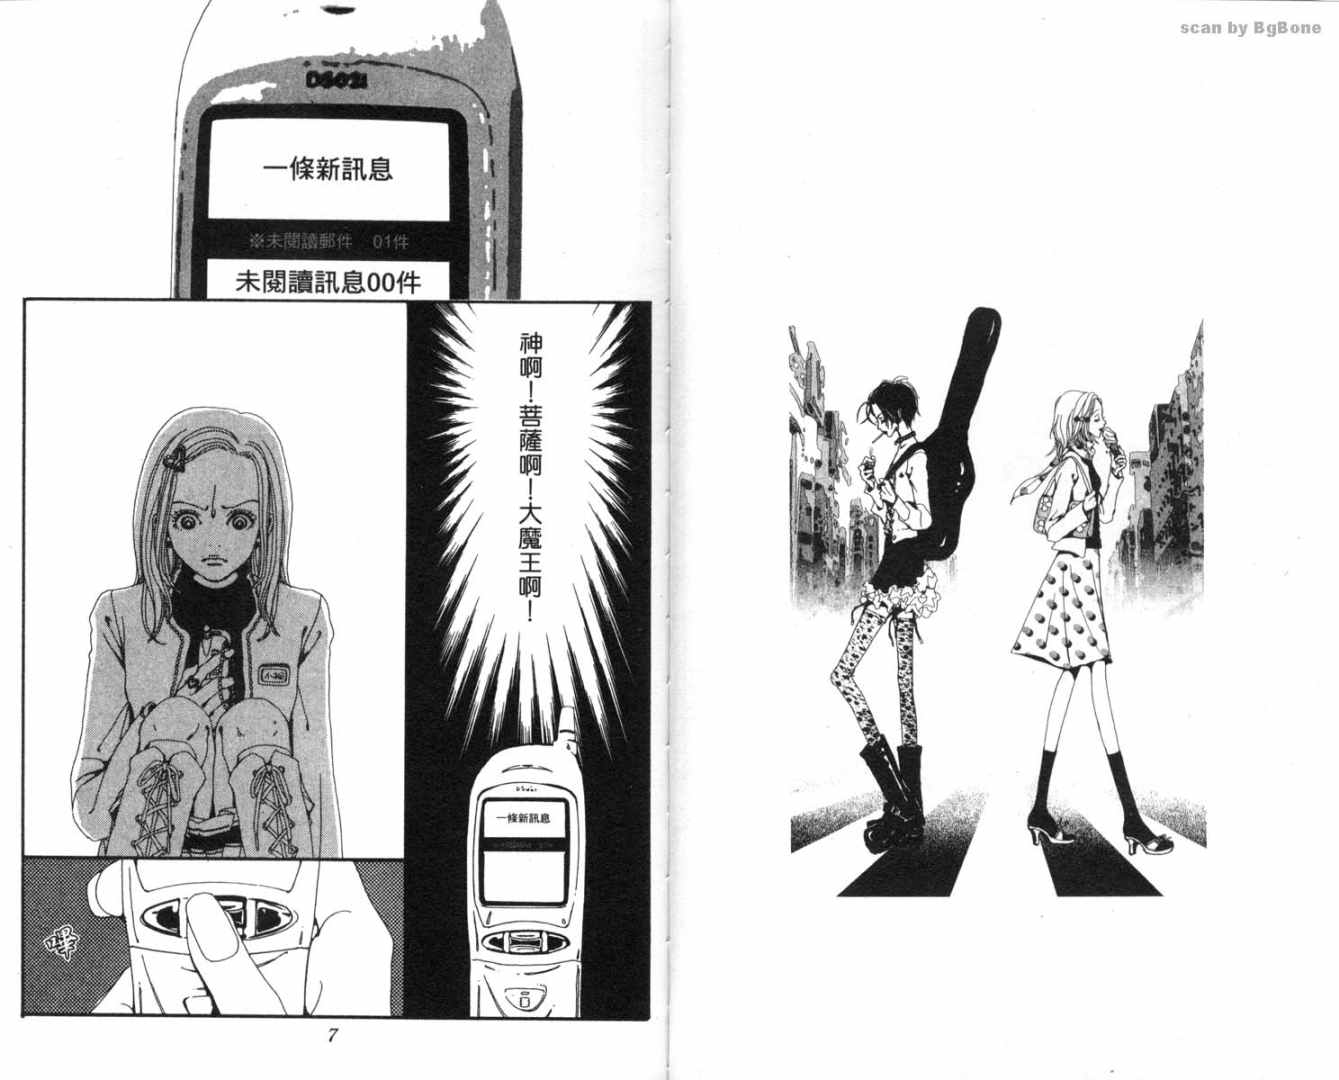 scan by BgBone
D502i
一條新訊息
※未閱讀郵件 01件
未閱讀訊息00件
神啊！菩薩啊！大魔王啊！
D502i
一條新訊息
嗶
7